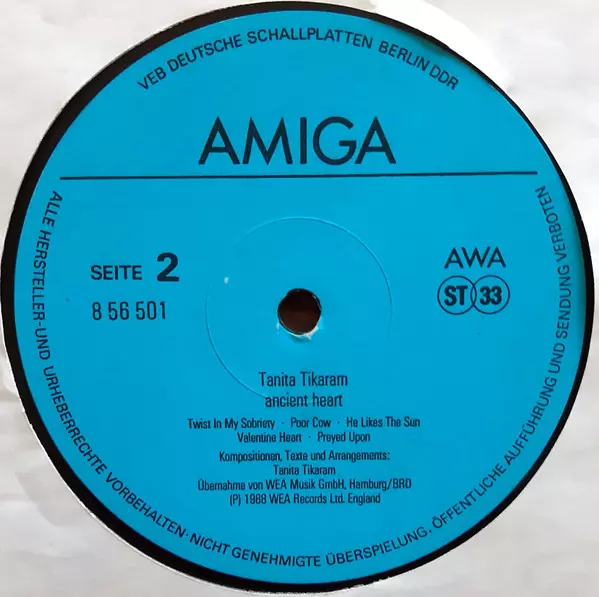 VEB DEUTSCHE SCHALLPLATTEN BERLIN DDR
AMIGA
SEITE 2
8 56 501
AWA
ST 33
Tanita Tikaram
ancient heart
Twist In My Sobriety · Poor Cow · He Likes The Sun
Valentine Heart · Preyed Upon
Kompositionen, Texte und Arrangements:
Tanita Tikaram
Übernahme von WEA Musik GmbH, Hamburg/BRD
(P) 1988 WEA Records Ltd. England
ALLE HERSTELLER-UND URHEBERRECHTE VORBEHALTEN·NICHT GENEHMIGTE ÜBERSPIELUNG, ÖFFENTLICHE AUFFÜHRUNG UND SENDUNG VERBOTEN